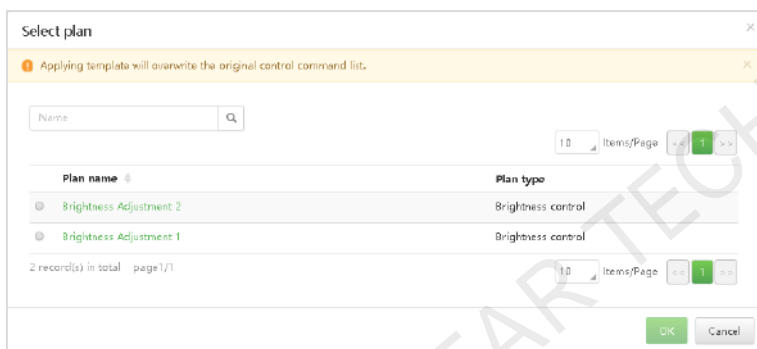 Select plan
Applying template will overwrite the original control command list.
Name
10 Items/Page << 1 >>
Plan name Plan type
Brightness Adjustment 2 Brightness control
Brightness Adjustment 1 Brightness control
2 record(s) in total page1/1
10 Items/Page << 1 >>
OK Cancel